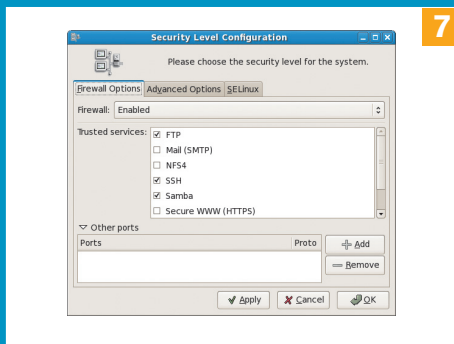 7
Security Level Configuration
Please choose the security level for the system.
Firewall Options Advanced Options SELinux
Firewall: Enabled
Trusted services:
FTP
Mail (SMTP)
NFS4
SSH
Samba
Secure WWW (HTTPS)
Other ports
Ports Proto
Add
Remove
Apply Cancel OK